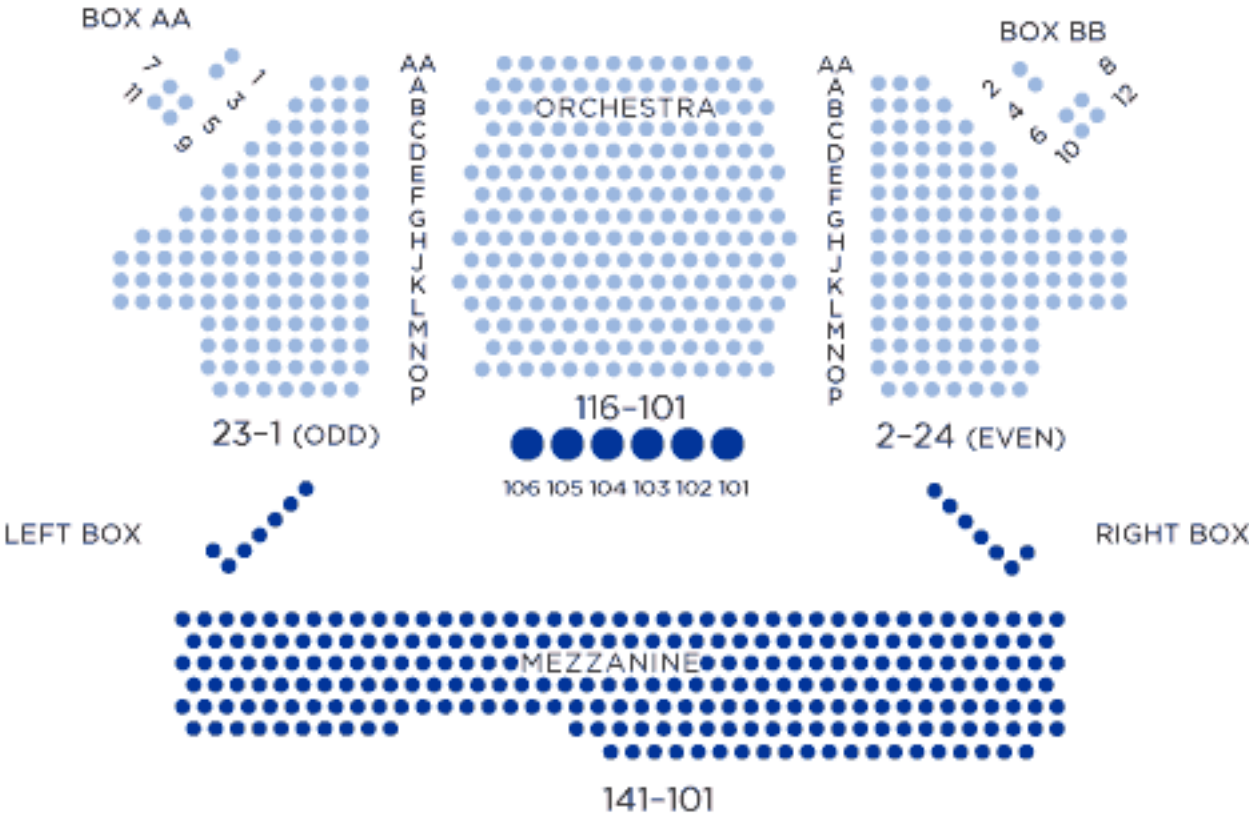 BOX AA
7
11
1
3
5
9
AA
A
B
C
D
E
F
G
H
J
K
L
M
N
O
P
ORCHESTRA
AA
A
B
C
D
E
F
G
H
J
K
L
M
N
O
P
BOX BB
2
4
6
8
12
10
23-1 (ODD)
116-101
2-24 (EVEN)
106 105 104 103 102 101
LEFT BOX
RIGHT BOX
MEZZANINE
141-101